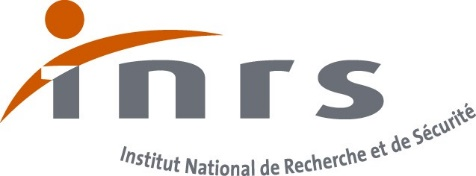 inrs
Institut National de Recherche et de Sécurité